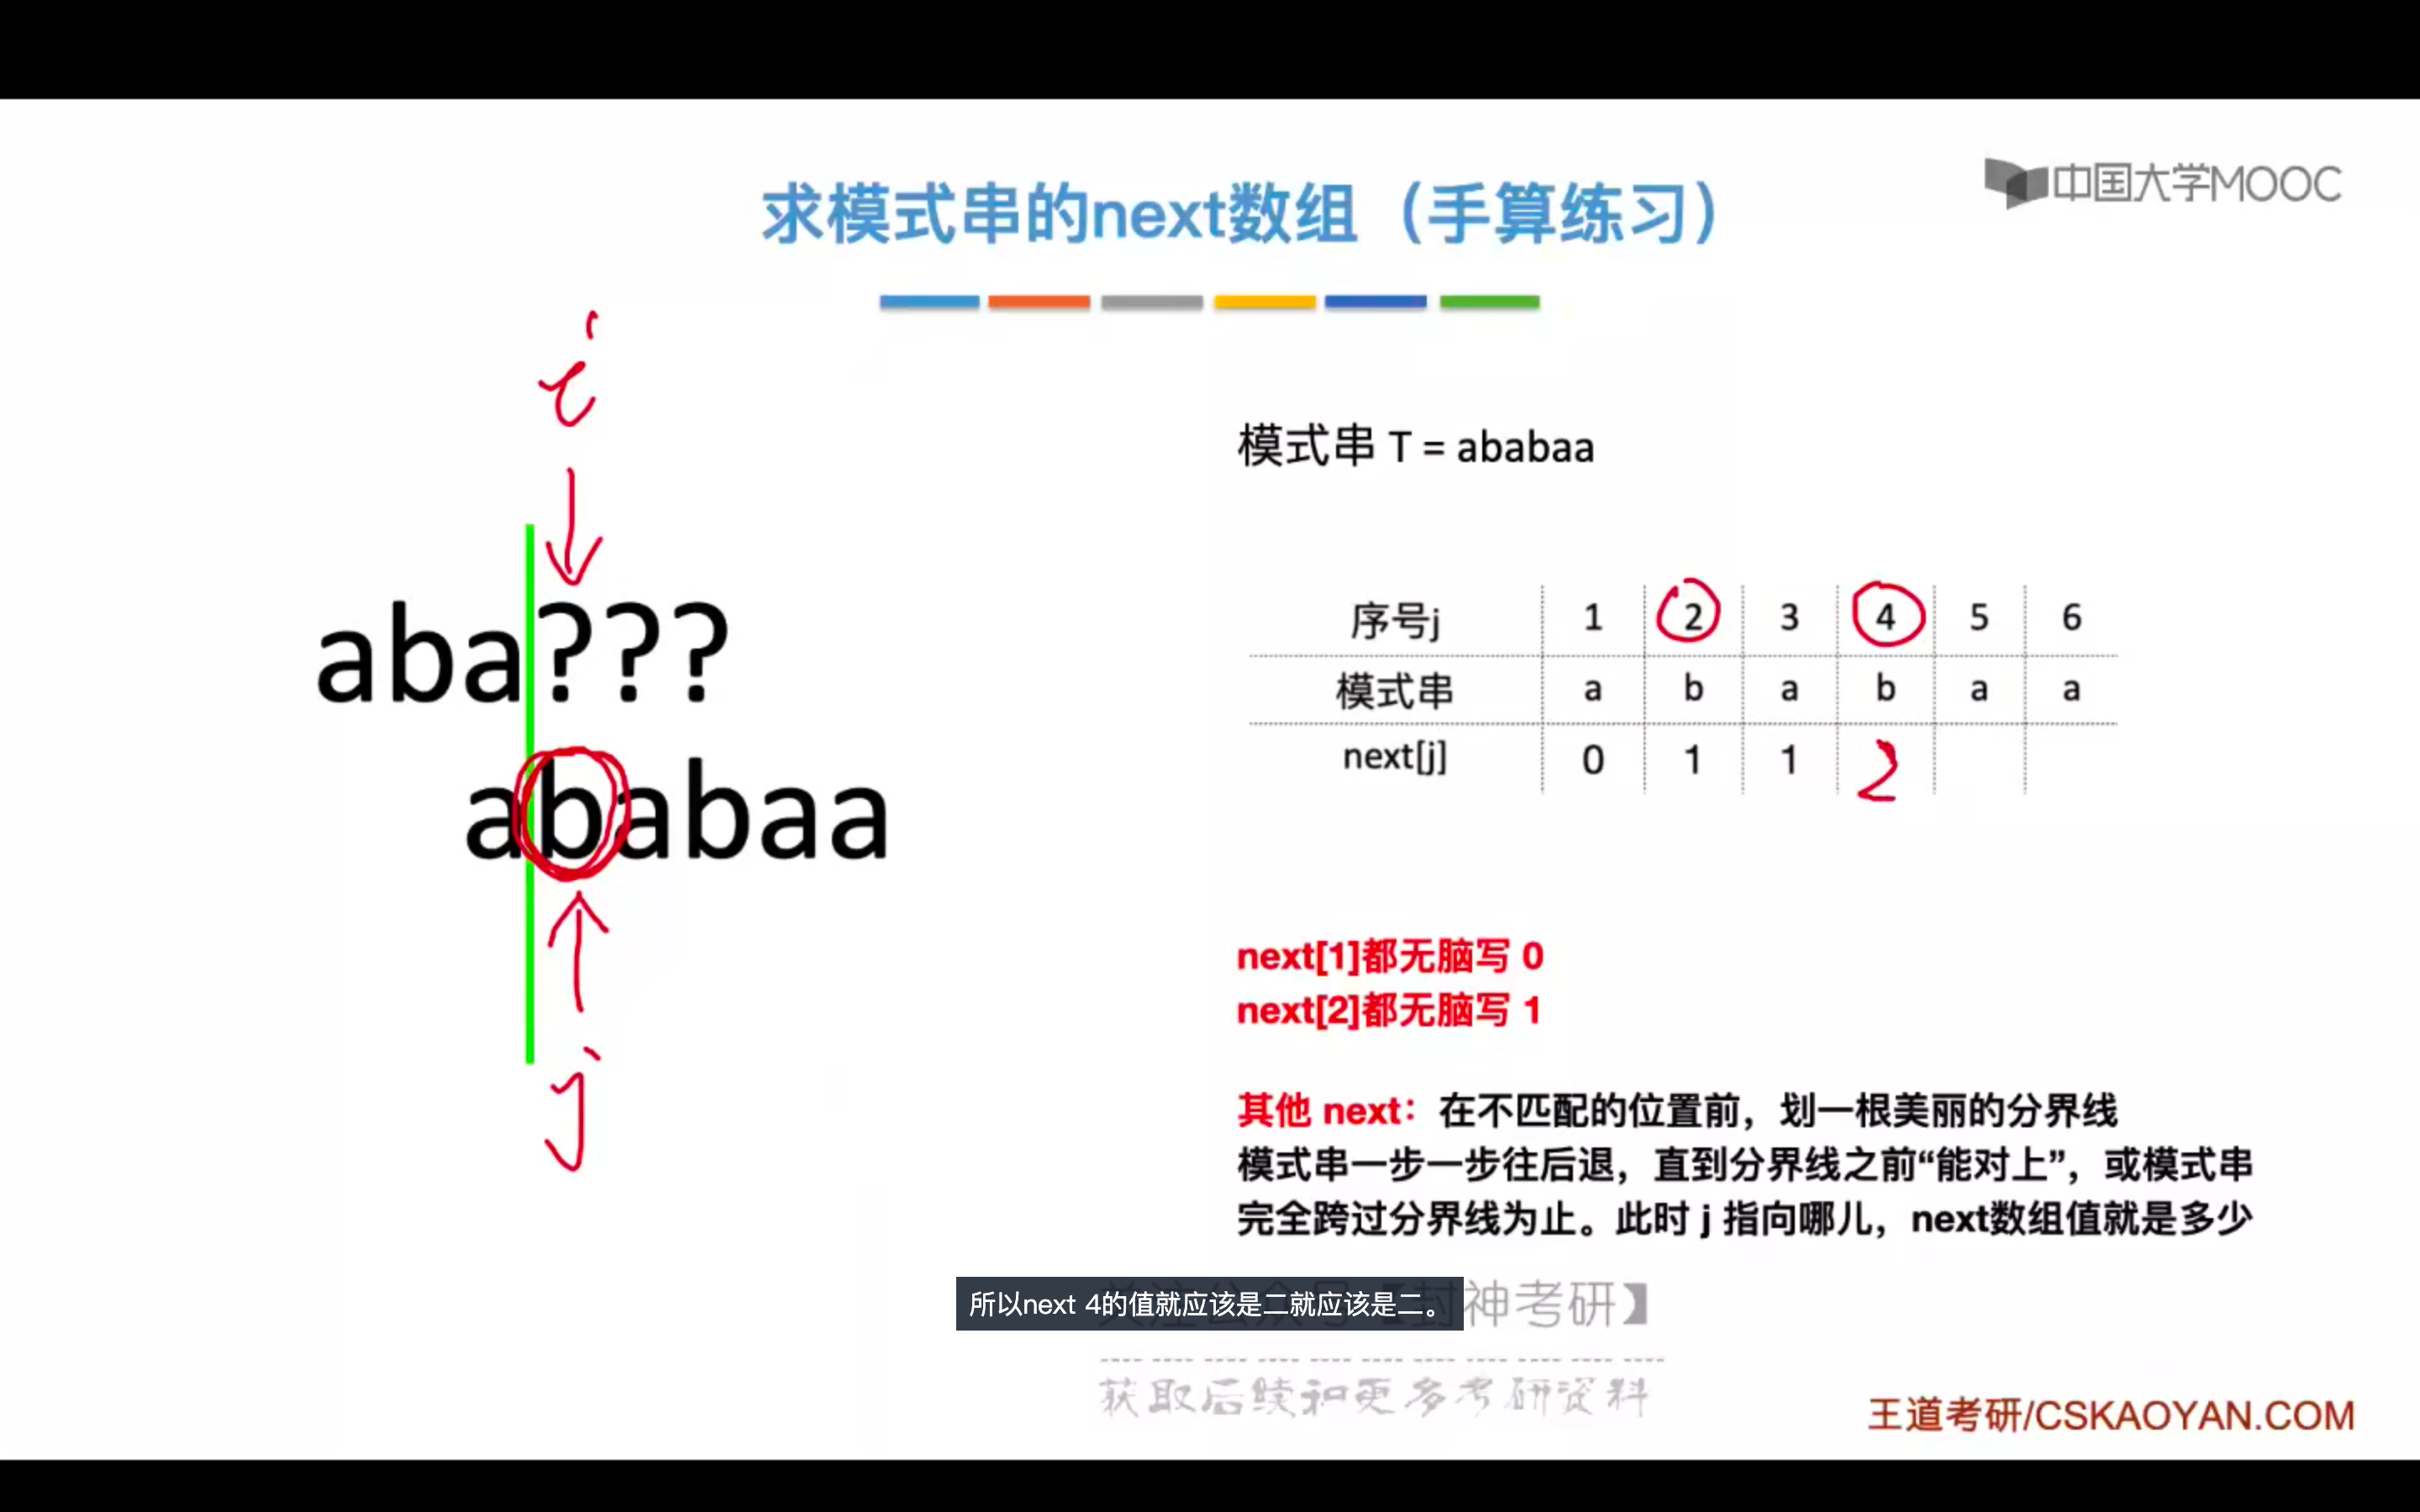 求模式串的next数组（手算练习）
中国大学MOOC
i
aba???
ababaa
j
模式串 T = ababaa
序号j 1 2 3 4 5 6
模式串 a b a b a a
next[j] 0 1 1 2
next[1]都无脑写 0
next[2]都无脑写 1
其他 next：在不匹配的位置前，划一根美丽的分界线
模式串一步一步往后退，直到分界线之前“能对上”，或模式串
完全跨过分界线为止。此时 j 指向哪儿，next数组值就是多少
所以next 4的值就应该是二就应该是二。
神考研】
获取后续和更多考研资料
王道考研/CSKAOYAN.COM